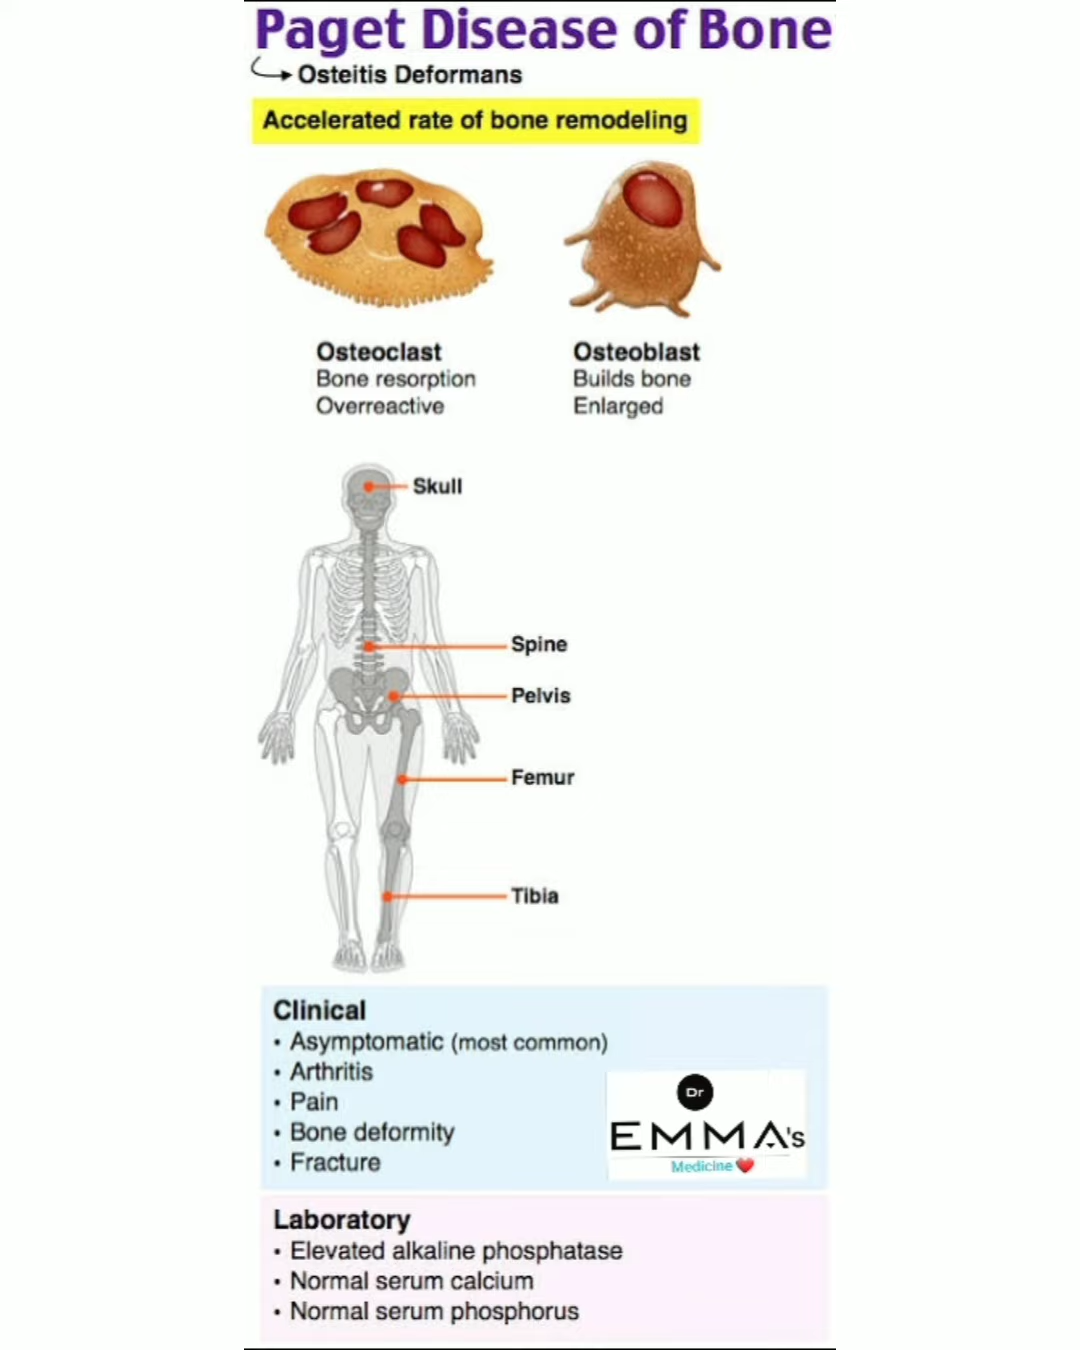 Paget Disease of Bone
Osteitis Deformans
Accelerated rate of bone remodeling
Osteoclast
Bone resorption
Overreactive
Osteoblast
Builds bone
Enlarged
Skull
Spine
Pelvis
Femur
Tibia
Clinical
• Asymptomatic (most common)
• Arthritis
• Pain
• Bone deformity
• Fracture
Dr
EMMA's
Medicine
Laboratory
• Elevated alkaline phosphatase
• Normal serum calcium
• Normal serum phosphorus